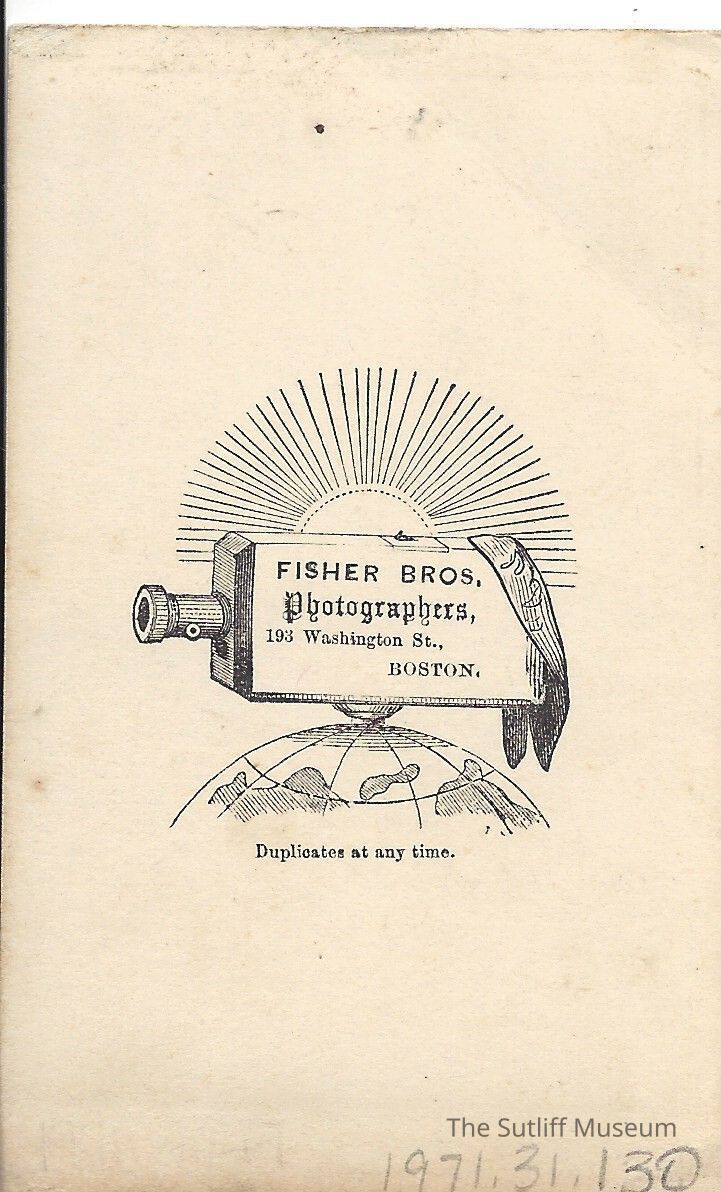 FISHER BROS.
Photographers,
193 Washington St.,
BOSTON.
Duplicates at any time.
The Sutliff Museum
1971.31.130